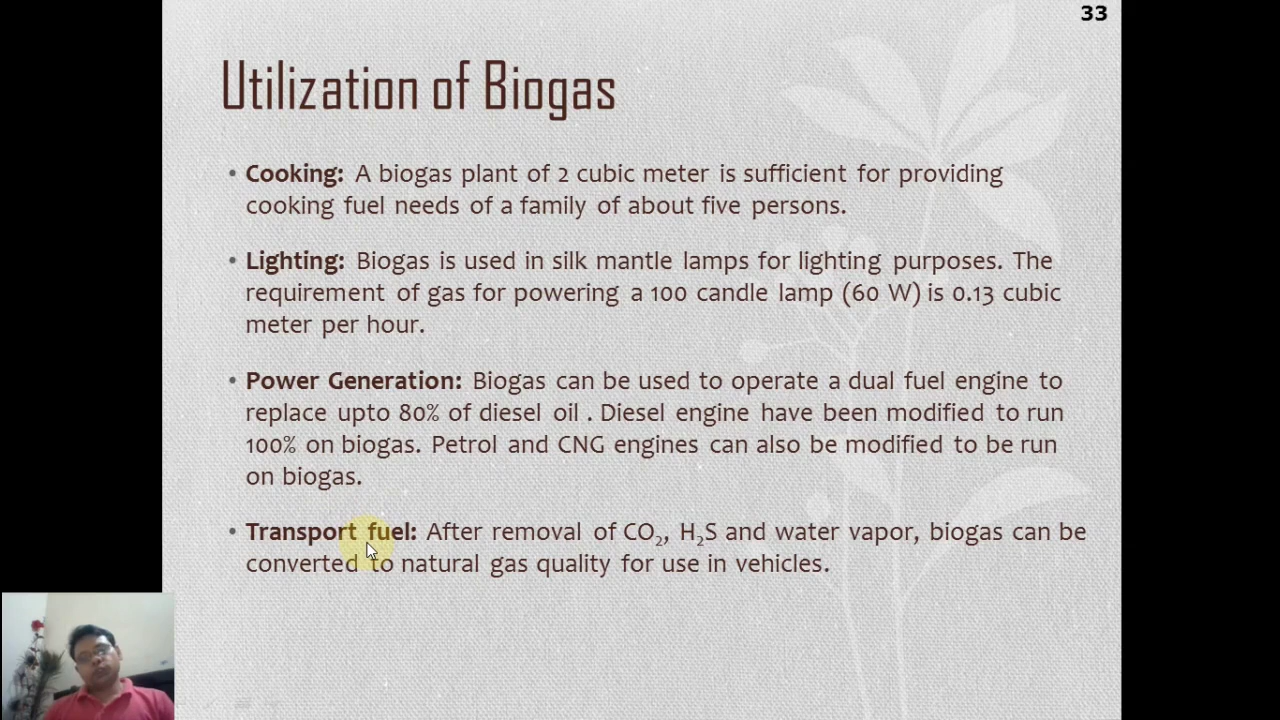 33
Utilization of Biogas
• Cooking: A biogas plant of 2 cubic meter is sufficient for providing
cooking fuel needs of a family of about five persons.
• Lighting: Biogas is used in silk mantle lamps for lighting purposes. The
requirement of gas for powering a 100 candle lamp (60 W) is 0.13 cubic
meter per hour.
• Power Generation: Biogas can be used to operate a dual fuel engine to
replace upto 80% of diesel oil . Diesel engine have been modified to run
100% on biogas. Petrol and CNG engines can also be modified to be run
on biogas.
• Transport fuel: After removal of CO₂, H₂S and water vapor, biogas can be
converted to natural gas quality for use in vehicles.